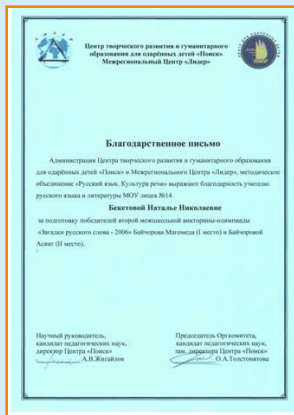 Центр творческого развития и гуманитарного
образования для одарённых детей «Поиск»
Межрегиональный Центр «Лидер»
Благодарственное письмо
Администрация Центра творческого развития и гуманитарного образования
для одарённых детей «Поиск» и Межрегионального Центра «Лидер», методическое
объединение «Русский язык. Культура речи» выражают благодарность учителю
русского языка и литературы МОУ лицея №14
Бекетовой Наталье Николаевне
за подготовку победителей второй межшкольной викторины-олимпиады
«Загадки русского слова - 2006» Байчорова Магомеда (I место) и Байчоровой
Асият (II место).
Научный руководитель,
кандидат педагогических наук,
директор Центра «Поиск»
А.В.Жигайлов
Председатель Оргкомитета,
кандидат педагогических наук,
зам. директора Центра «Поиск»
О.А.Толстопятова